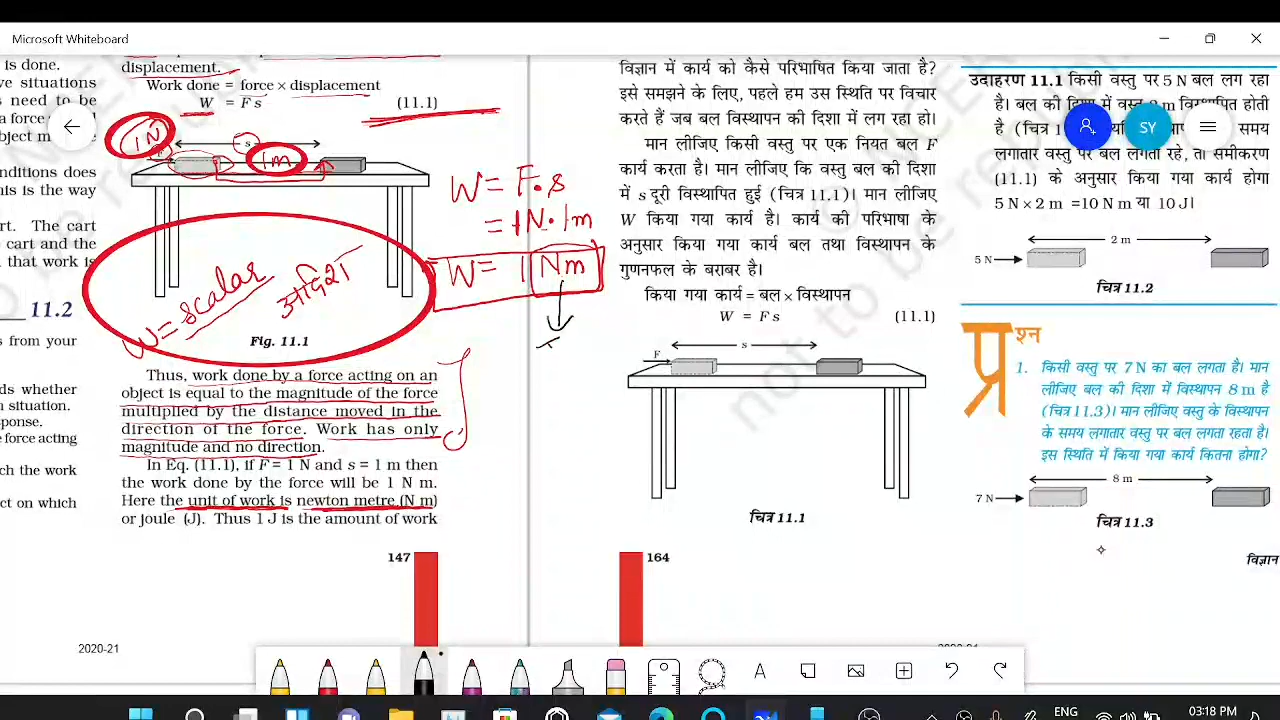 Microsoft Whiteboard
is done.
ve situations
s need to be
a force
bject m
nditions does
his is the way
rt. The cart
cart and the
that work is
11.2
s from your
ds whether
n situation.
ponse.
e force acting
ch the work
ect on which
displacement.
Work done = force × displacement
W = F s (11.1)
1N
s
1m
W = scalar
अदिश
Fig. 11.1
W = F·s
= 1N·1m
W = 1 Nm
J
Thus, work done by a force acting on an
object is equal to the magnitude of the force
multiplied by the distance moved in the
direction of the force. Work has only
magnitude and no direction.
In Eq. (11.1), if F = 1 N and s = 1 m then
the work done by the force will be 1 N m.
Here the unit of work is newton metre (N m)
or joule (J). Thus 1 J is the amount of work
147
2020-21
विज्ञान में कार्य को कैसे परिभाषित किया जाता है?
इसे समझने के लिए, पहले हम उस स्थिति पर विचार
करते हैं जब बल विस्थापन की दिशा में लग रहा हो।
मान लीजिए किसी वस्तु पर एक नियत बल F
कार्य करता है। मान लीजिए कि वस्तु बल की दिशा
में s दूरी विस्थापित हुई (चित्र 11.1)। मान लीजिए
W किया गया कार्य है। कार्य की परिभाषा के
अनुसार किया गया कार्य बल तथा विस्थापन के
गुणनफल के बराबर है।
किया गया कार्य = बल × विस्थापन
W = F s (11.1)
F
s
चित्र 11.1
164
उदाहरण 11.1 किसी वस्तु पर 5 N बल लग रहा
है। बल की दिशा में वस्तु 2 m विस्थापित होती
है (चित्र 1 समय
लगातार वस्तु पर बल लगता रहे, तो समीकरण
(11.1) के अनुसार किया गया कार्य होगा
5 N × 2 m = 10 N m या 10 J।
SY
2 m
5 N
चित्र 11.2
प्रश्न
1. किसी वस्तु पर 7 N का बल लगता है। मान
लीजिए बल की दिशा में विस्थापन 8 m है
(चित्र 11.3)। मान लीजिए वस्तु के विस्थापन
के समय लगातार वस्तु पर बल लगता रहता है।
इस स्थिति में किया गया कार्य कितना होगा?
8 m
7 N
चित्र 11.3
विज्ञान
ENG
03:18 PM